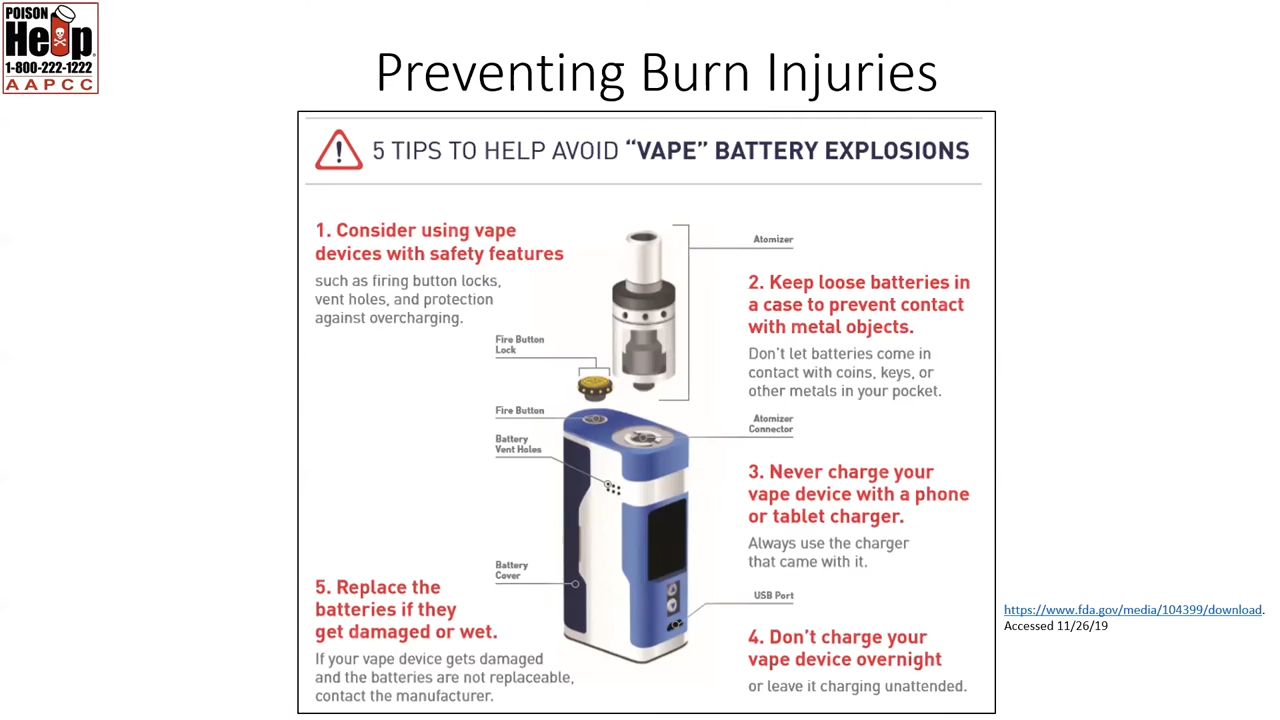 POISON
Help
1-800-222-1222
AAPCC
Preventing Burn Injuries
5 TIPS TO HELP AVOID “VAPE” BATTERY EXPLOSIONS
1. Consider using vape
devices with safety features
such as firing button locks,
vent holes, and protection
against overcharging.
Atomizer
2. Keep loose batteries in
a case to prevent contact
with metal objects.
Don't let batteries come in
contact with coins, keys, or
other metals in your pocket.
Fire Button
Lock
Fire Button
Battery
Vent Holes
Atomizer
Connector
3. Never charge your
vape device with a phone
or tablet charger.
Always use the charger
that came with it.
Battery
Cover
USB Port
4. Don’t charge your
vape device overnight
or leave it charging unattended.
5. Replace the
batteries if they
get damaged or wet.
If your vape device gets damaged
and the batteries are not replaceable,
contact the manufacturer.
https://www.fda.gov/media/104399/download.
Accessed 11/26/19